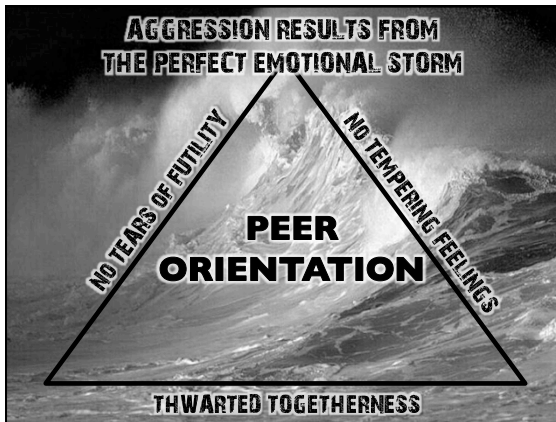 AGGRESSION RESULTS FROM
THE PERFECT EMOTIONAL STORM
NO TEARS OF FUTILITY
NO TEMPERING FEELINGS
PEER
ORIENTATION
THWARTED TOGETHERNESS